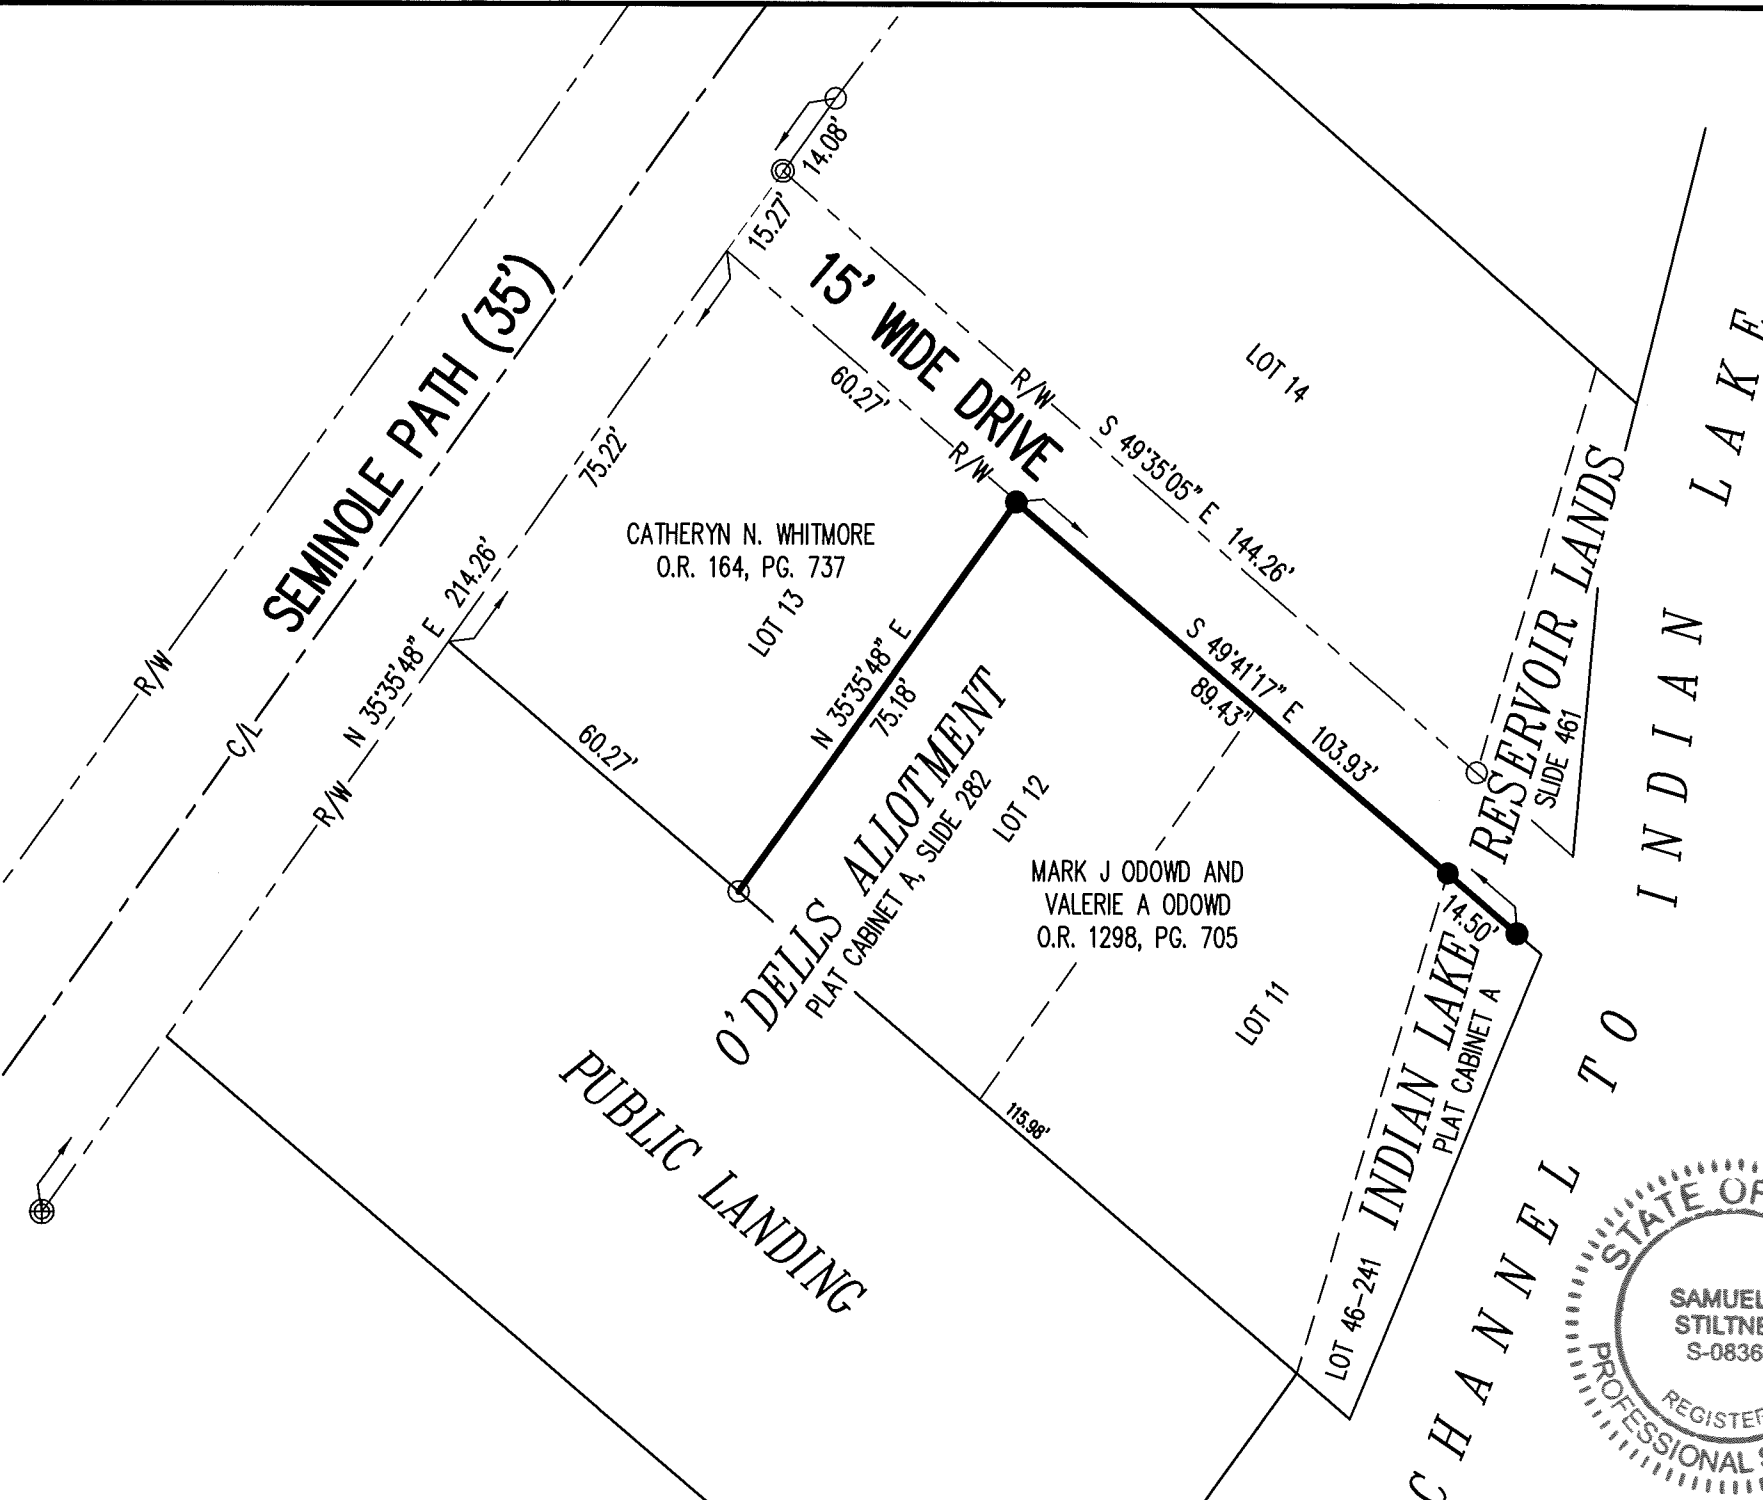 14.08'
15.27'
SEMINOLE PATH (35')
15' WIDE DRIVE
60.27'
R/W
R/W
S 49°35'05" E 144.26'
LOT 14
75.22'
CATHERYN N. WHITMORE
O.R. 164, PG. 737
LOT 13
N 35°35'48" E 214.26'
R/W
C/L
R/W
60.27'
N 35°35'48" E
75.18'
S 49°41'17" E 103.93'
89.43'
O'DELLS ALLOTMENT
PLAT CABINET A, SLIDE 282
LOT 12
MARK J ODOWD AND
VALERIE A ODOWD
O.R. 1298, PG. 705
LOT 11
14.50'
115.98'
PUBLIC LANDING
LOT 46-241 INDIAN LAKE RESERVOIR LANDS
PLAT CABINET A SLIDE 461
CHANNEL TO INDIAN LAKE
STATE OF
SAMUEL
STILTNE
S-0836
REGISTER
PROFESSIONAL S